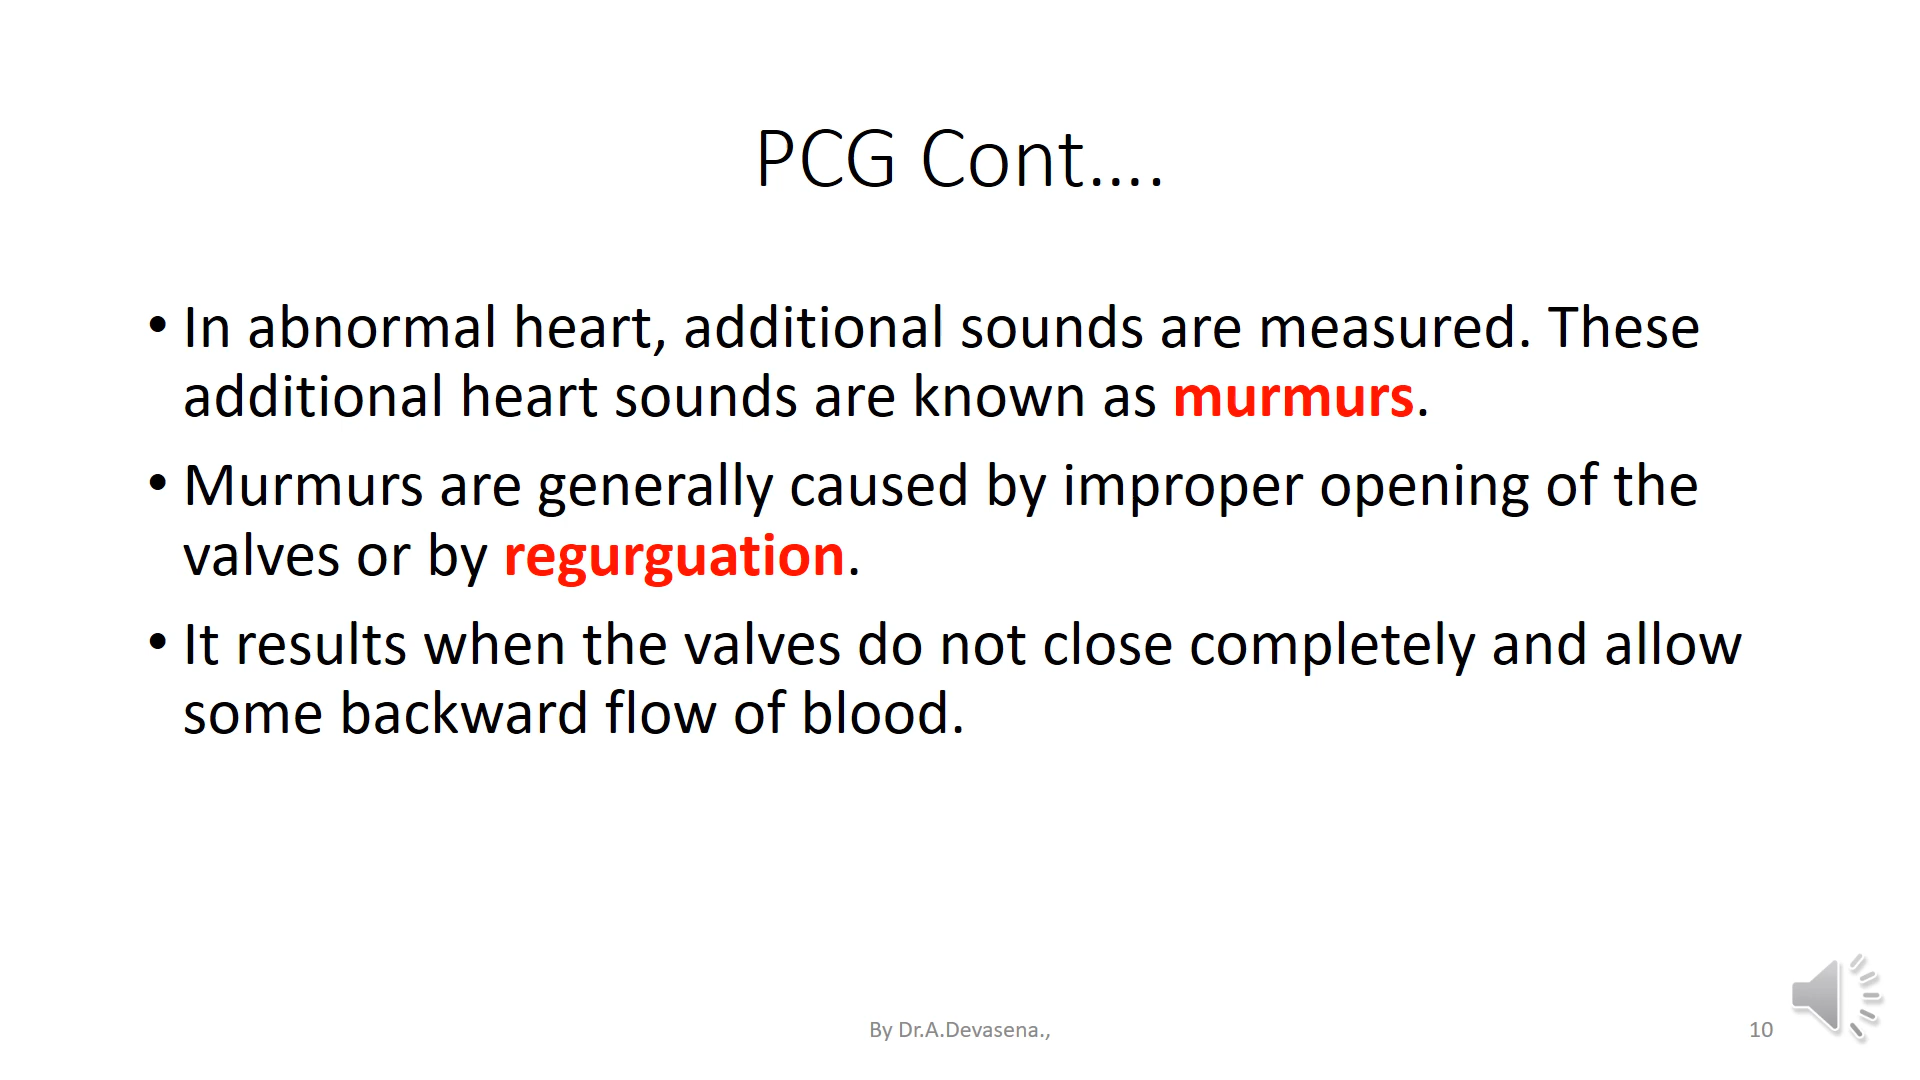 PCG Cont....
• In abnormal heart, additional sounds are measured. These
additional heart sounds are known as murmurs.
• Murmurs are generally caused by improper opening of the
valves or by regurguation.
• It results when the valves do not close completely and allow
some backward flow of blood.
By Dr.A.Devasena.,
10